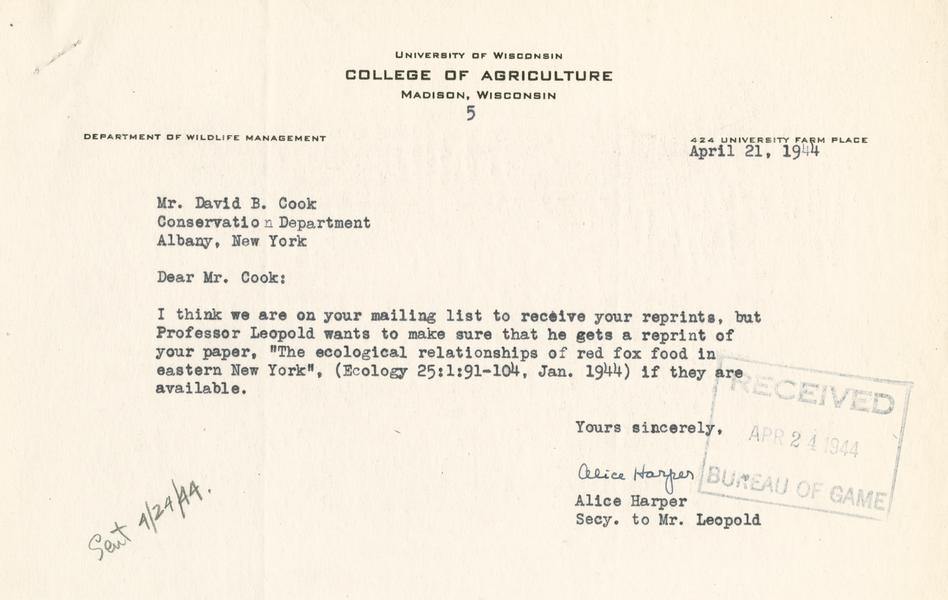 UNIVERSITY OF WISCONSIN
COLLEGE OF AGRICULTURE
MADISON, WISCONSIN
5
DEPARTMENT OF WILDLIFE MANAGEMENT
424 UNIVERSITY FARM PLACE
April 21, 1944
Mr. David B. Cook
Conservation Department
Albany, New York
Dear Mr. Cook:
I think we are on your mailing list to receive your reprints, but
Professor Leopold wants to make sure that he gets a reprint of
your paper, "The ecological relationships of red fox food in
eastern New York", (Ecology 25:1:91-104, Jan. 1944) if they are
available.
RECEIVED
APR 24 1944
BUREAU OF GAME
Yours sincerely,
Alice Harper
Alice Harper
Secy. to Mr. Leopold
Sent 4/24/44.